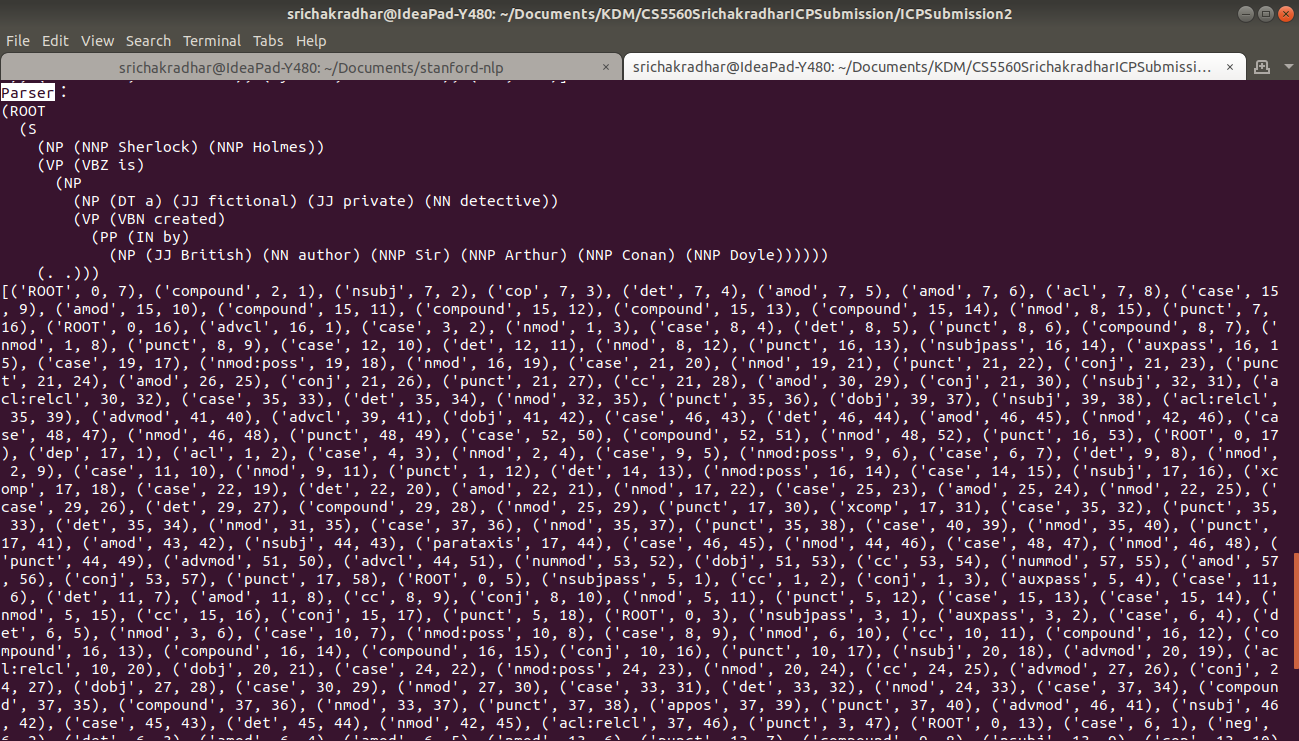 srichakradhar@IdeaPad-Y480: ~/Documents/KDM/CS5560SrichakradharICPSubmission/ICPSubmission2
File Edit View Search Terminal Tabs Help
srichakradhar@IdeaPad-Y480: ~/Documents/stanford-nlp × srichakradhar@IdeaPad-Y480: ~/Documents/KDM/CS5560SrichakradharICPSubmissi... ×
Parser :
(ROOT
  (S
    (NP (NNP Sherlock) (NNP Holmes))
    (VP (VBZ is)
      (NP
        (NP (DT a) (JJ fictional) (JJ private) (NN detective))
        (VP (VBN created)
          (PP (IN by)
            (NP (JJ British) (NN author) (NNP Sir) (NNP Arthur) (NNP Conan) (NNP Doyle))))))
    (. .)))
[('ROOT', 0, 7), ('compound', 2, 1), ('nsubj', 7, 2), ('cop', 7, 3), ('det', 7, 4), ('amod', 7, 5), ('amod', 7, 6), ('acl', 7, 8), ('case', 15
, 9), ('amod', 15, 10), ('compound', 15, 11), ('compound', 15, 12), ('compound', 15, 13), ('compound', 15, 14), ('nmod', 8, 15), ('punct', 7,
16), ('ROOT', 0, 16), ('advcl', 16, 1), ('case', 3, 2), ('nmod', 1, 3), ('case', 8, 4), ('det', 8, 5), ('punct', 8, 6), ('compound', 8, 7), ('
nmod', 1, 8), ('punct', 8, 9), ('case', 12, 10), ('det', 12, 11), ('nmod', 8, 12), ('punct', 16, 13), ('nsubjpass', 16, 14), ('auxpass', 16, 1
5), ('case', 19, 17), ('nmod:poss', 19, 18), ('nmod', 16, 19), ('case', 21, 20), ('nmod', 19, 21), ('punct', 21, 22), ('conj', 21, 23), ('punc
t', 21, 24), ('amod', 26, 25), ('conj', 21, 26), ('punct', 21, 27), ('cc', 21, 28), ('amod', 30, 29), ('conj', 21, 30), ('nsubj', 32, 31), ('a
cl:relcl', 30, 32), ('case', 35, 33), ('det', 35, 34), ('nmod', 32, 35), ('punct', 35, 36), ('dobj', 39, 37), ('nsubj', 39, 38), ('acl:relcl',
 35, 39), ('advmod', 41, 40), ('advcl', 39, 41), ('dobj', 41, 42), ('case', 46, 43), ('det', 46, 44), ('amod', 46, 45), ('nmod', 42, 46), ('ca
se', 48, 47), ('nmod', 46, 48), ('punct', 48, 49), ('case', 52, 50), ('compound', 52, 51), ('nmod', 48, 52), ('punct', 16, 53), ('ROOT', 0, 17
), ('dep', 17, 1), ('acl', 1, 2), ('case', 4, 3), ('nmod', 2, 4), ('case', 9, 5), ('nmod:poss', 9, 6), ('case', 6, 7), ('det', 9, 8), ('nmod',
 2, 9), ('case', 11, 10), ('nmod', 9, 11), ('punct', 1, 12), ('det', 14, 13), ('nmod:poss', 16, 14), ('case', 14, 15), ('nsubj', 17, 16), ('xc
omp', 17, 18), ('case', 22, 19), ('det', 22, 20), ('amod', 22, 21), ('nmod', 17, 22), ('case', 25, 23), ('amod', 25, 24), ('nmod', 22, 25), ('
case', 29, 26), ('det', 29, 27), ('compound', 29, 28), ('nmod', 25, 29), ('punct', 17, 30), ('xcomp', 17, 31), ('case', 35, 32), ('punct', 35,
 33), ('det', 35, 34), ('nmod', 31, 35), ('case', 37, 36), ('nmod', 35, 37), ('punct', 35, 38), ('case', 40, 39), ('nmod', 35, 40), ('punct',
17, 41), ('amod', 43, 42), ('nsubj', 44, 43), ('parataxis', 17, 44), ('case', 46, 45), ('nmod', 44, 46), ('case', 48, 47), ('nmod', 46, 48), (
'punct', 44, 49), ('advmod', 51, 50), ('advcl', 44, 51), ('nummod', 53, 52), ('dobj', 51, 53), ('cc', 53, 54), ('nummod', 57, 55), ('amod', 57
, 56), ('conj', 53, 57), ('punct', 17, 58), ('ROOT', 0, 5), ('nsubjpass', 5, 1), ('cc', 1, 2), ('conj', 1, 3), ('auxpass', 5, 4), ('case', 11,
 6), ('det', 11, 7), ('amod', 11, 8), ('cc', 8, 9), ('conj', 8, 10), ('nmod', 5, 11), ('punct', 5, 12), ('case', 15, 13), ('case', 15, 14), ('
nmod', 5, 15), ('cc', 15, 16), ('conj', 15, 17), ('punct', 5, 18), ('ROOT', 0, 3), ('nsubjpass', 3, 1), ('auxpass', 3, 2), ('case', 6, 4), ('d
et', 6, 5), ('nmod', 3, 6), ('case', 10, 7), ('nmod:poss', 10, 8), ('case', 8, 9), ('nmod', 6, 10), ('cc', 10, 11), ('compound', 16, 12), ('co
mpound', 16, 13), ('compound', 16, 14), ('compound', 16, 15), ('conj', 10, 16), ('punct', 10, 17), ('nsubj', 20, 18), ('advmod', 20, 19), ('ac
l:relcl', 10, 20), ('dobj', 20, 21), ('case', 24, 22), ('nmod:poss', 24, 23), ('nmod', 20, 24), ('cc', 24, 25), ('advmod', 27, 26), ('conj', 2
4, 27), ('dobj', 27, 28), ('case', 30, 29), ('nmod', 27, 30), ('case', 33, 31), ('det', 33, 32), ('nmod', 24, 33), ('case', 37, 34), ('compoun
d', 37, 35), ('compound', 37, 36), ('nmod', 33, 37), ('punct', 37, 38), ('appos', 37, 39), ('punct', 37, 40), ('advmod', 46, 41), ('nsubj', 46
, 42), ('case', 45, 43), ('det', 45, 44), ('nmod', 42, 45), ('acl:relcl', 37, 46), ('punct', 3, 47), ('ROOT', 0, 13), ('case', 6, 1), ('neg',